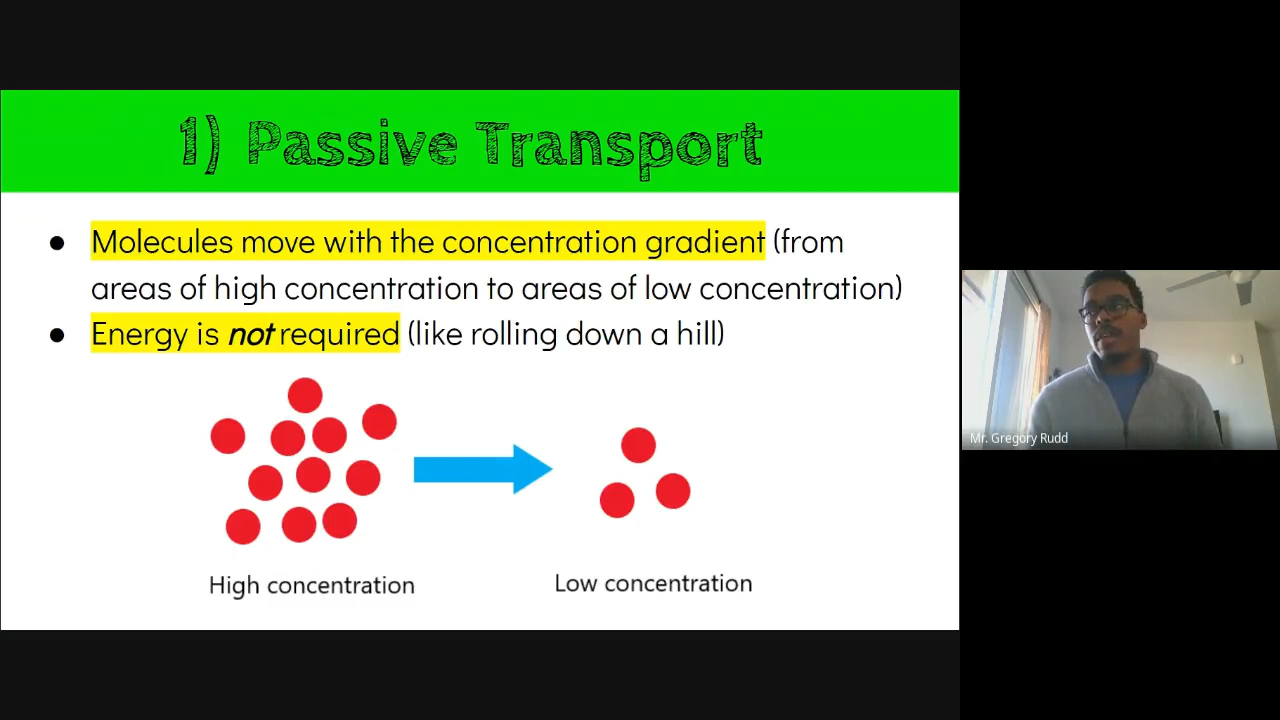 1) Passive Transport
● Molecules move with the concentration gradient (from
areas of high concentration to areas of low concentration)
● Energy is not required (like rolling down a hill)
High concentration
Low concentration
Mr. Gregory Rudd